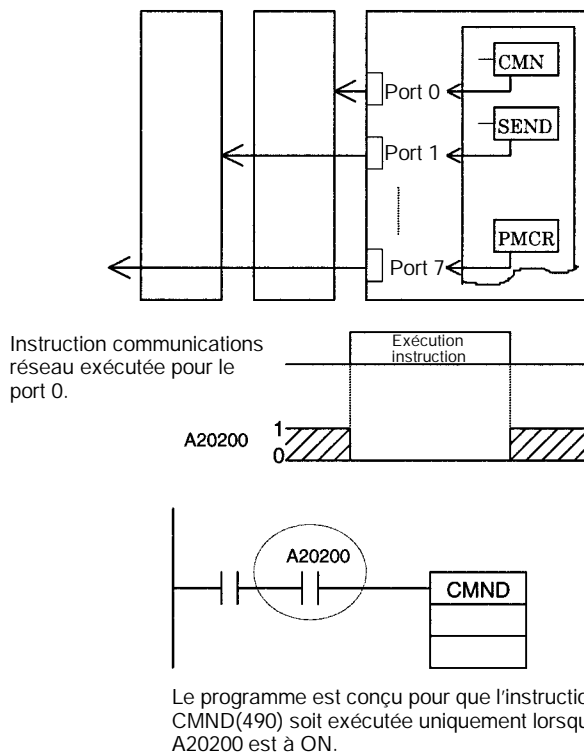 CMN
Port 0
SEND
Port 1
PMCR
Port 7
Instruction communications
réseau exécutée pour le
port 0.
Exécution
instruction
A20200
1
0
A20200
CMND
Le programme est conçu pour que l'instructio
CMND(490) soit exécutée uniquement lorsqu
A20200 est à ON.